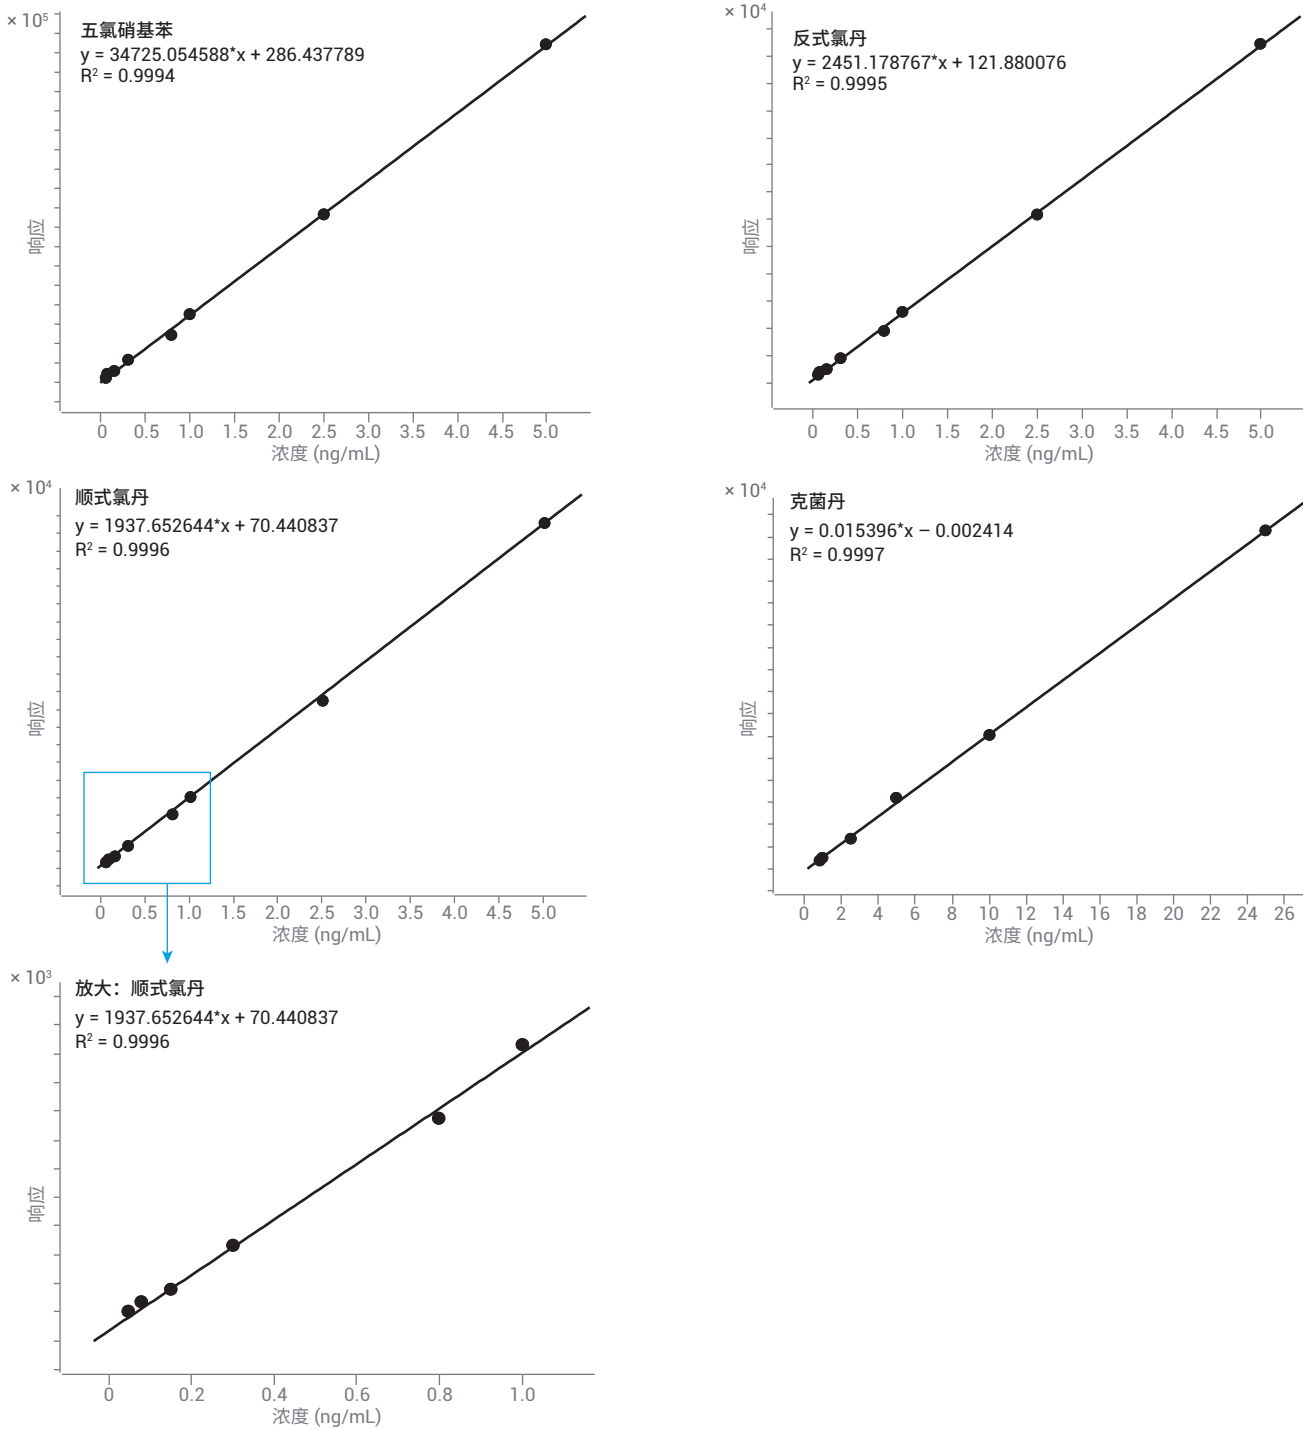 × 10⁵
五氯硝基苯
y = 34725.054588*x + 286.437789
R² = 0.9994
响应
0 0.5 1.0 1.5 2.0 2.5 3.0 3.5 4.0 4.5 5.0
浓度 (ng/mL)
× 10⁴
反式氯丹
y = 2451.178767*x + 121.880076
R² = 0.9995
响应
0 0.5 1.0 1.5 2.0 2.5 3.0 3.5 4.0 4.5 5.0
浓度 (ng/mL)
× 10⁴
顺式氯丹
y = 1937.652644*x + 70.440837
R² = 0.9996
响应
0 0.5 1.0 1.5 2.0 2.5 3.0 3.5 4.0 4.5 5.0
浓度 (ng/mL)
× 10⁴
克菌丹
y = 0.015396*x – 0.002414
R² = 0.9997
响应
0 2 4 6 8 10 12 14 16 18 20 22 24 26
浓度 (ng/mL)
× 10³
放大：顺式氯丹
y = 1937.652644*x + 70.440837
R² = 0.9996
响应
0 0.2 0.4 0.6 0.8 1.0
浓度 (ng/mL)